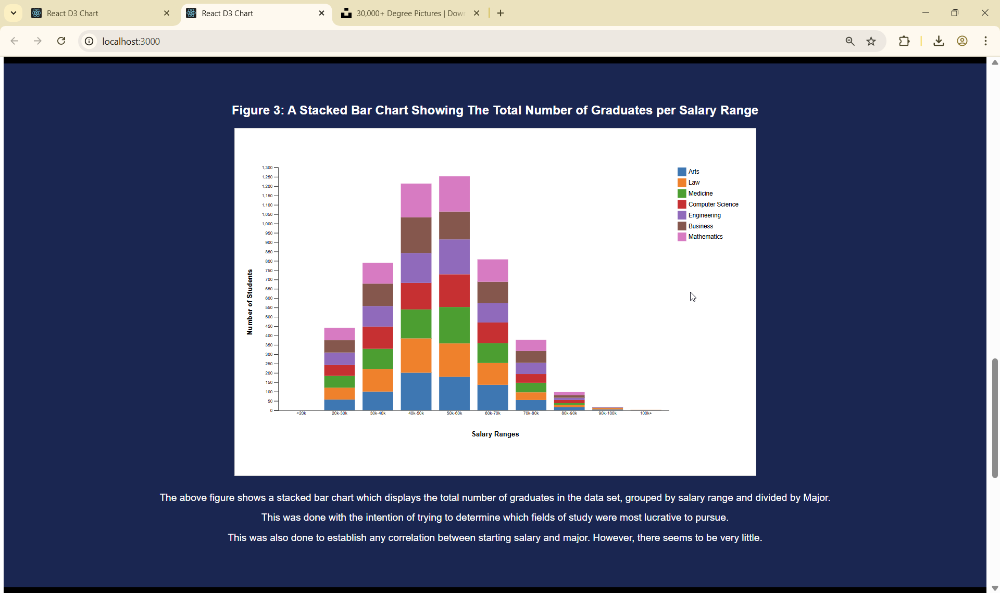 React D3 Chart
React D3 Chart
30,000+ Degree Pictures | Dow
localhost:3000
Figure 3: A Stacked Bar Chart Showing The Total Number of Graduates per Salary Range
1,300
1,250
1,200
1,150
1,100
1,050
1,000
950
900
850
800
750
700
650
600
550
500
450
400
350
300
250
200
150
100
50
0
Number of Students
<20k 20k-30k 30k-40k 40k-50k 50k-60k 60k-70k 70k-80k 80k-90k 90k-100k 100k+
Salary Ranges
Arts
Law
Medicine
Computer Science
Engineering
Business
Mathematics
The above figure shows a stacked bar chart which displays the total number of graduates in the data set, grouped by salary range and divided by Major.
This was done with the intention of trying to determine which fields of study were most lucrative to pursue.
This was also done to establish any correlation between starting salary and major. However, there seems to be very little.